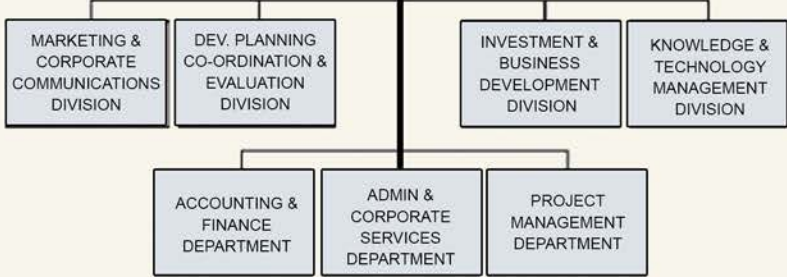 MARKETING &
CORPORATE
COMMUNICATIONS
DIVISION
DEV. PLANNING
CO-ORDINATION &
EVALUATION
DIVISION
INVESTMENT &
BUSINESS
DEVELOPMENT
DIVISION
KNOWLEDGE &
TECHNOLOGY
MANAGEMENT
DIVISION
ACCOUNTING &
FINANCE
DEPARTMENT
ADMIN &
CORPORATE
SERVICES
DEPARTMENT
PROJECT
MANAGEMENT
DEPARTMENT